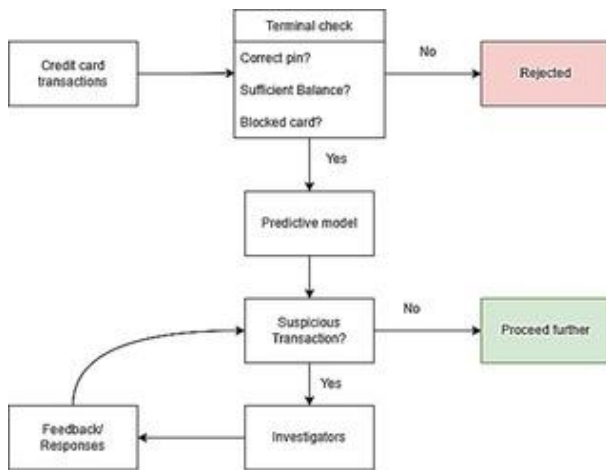 Terminal check
Credit card
transactions
Correct pin?
Sufficient Balance?
Blocked card?
No
Rejected
Yes
Predictive model
Suspicious
Transaction?
No
Proceed further
Yes
Feedback/
Responses
Investigators